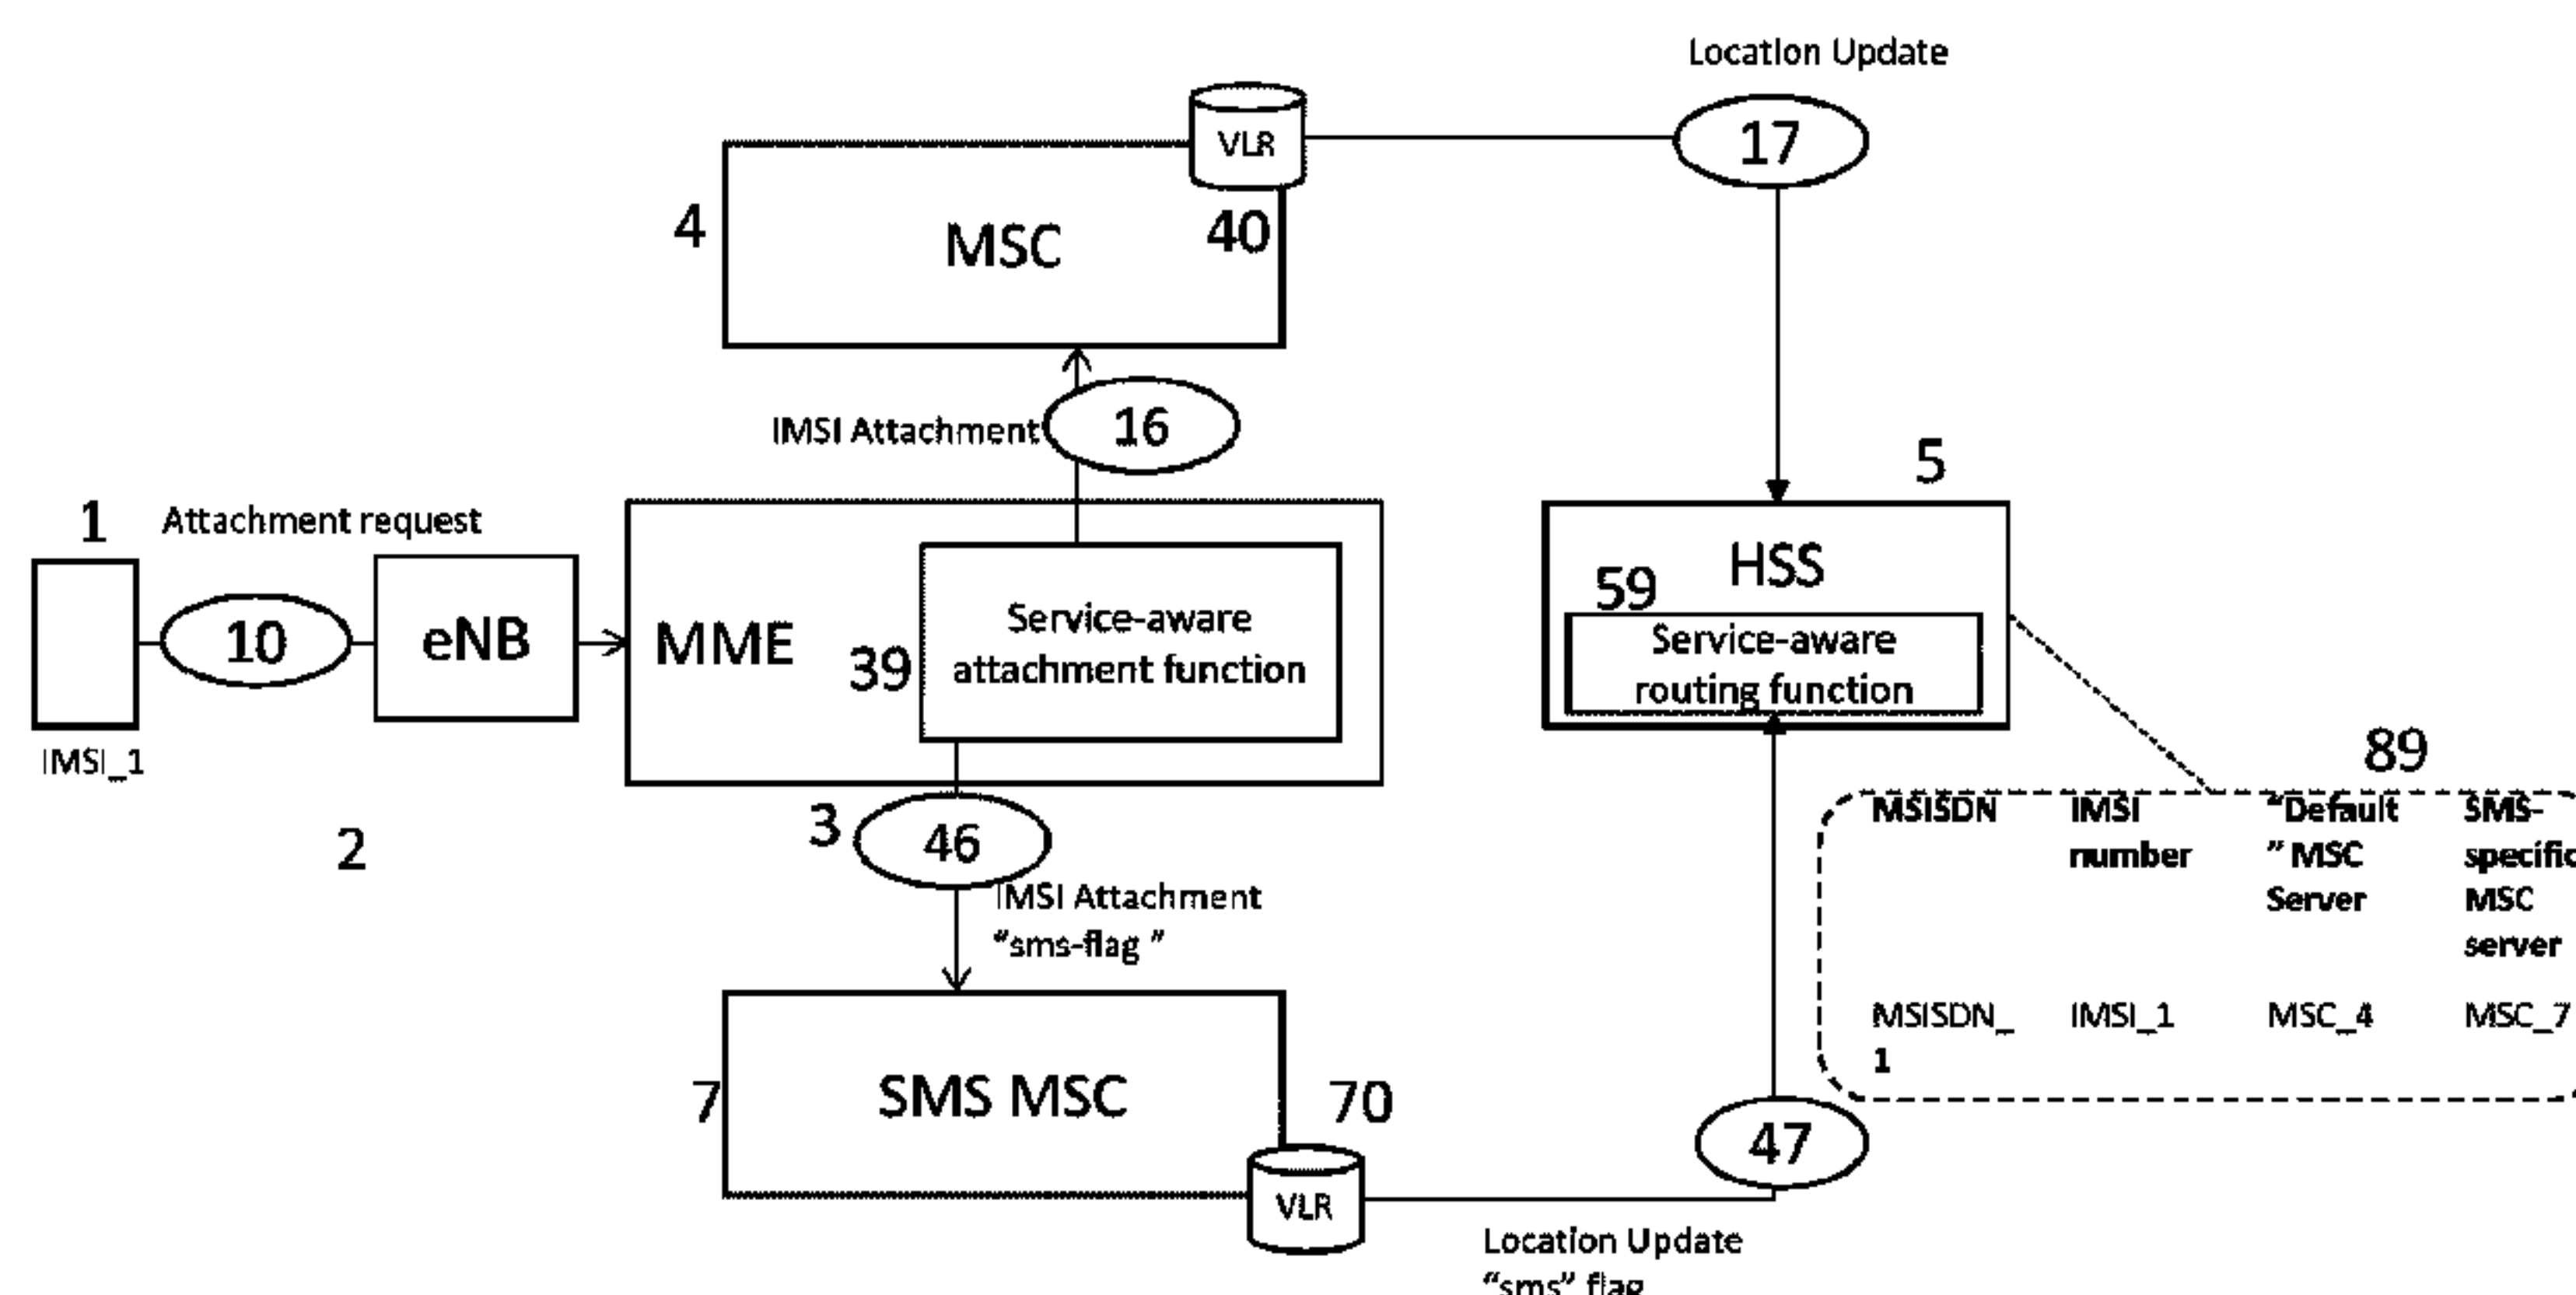 Location Update
VLR
17
4
MSC
40
IMSI Attachment
16
5
1
Attachment request
HSS
59
Service-aware
routing function
10
eNB
MME
39
Service-aware
attachment function
IMSI_1
2
3
46
IMSI Attachment
"sms-flag "
89
MSISDN
IMSI
number
"Default
" MSC
Server
SMS-
specific
MSC
server
MSISDN_
1
IMSI_1
MSC_4
MSC_7
7
SMS MSC
70
VLR
47
Location Update
"sms" flag